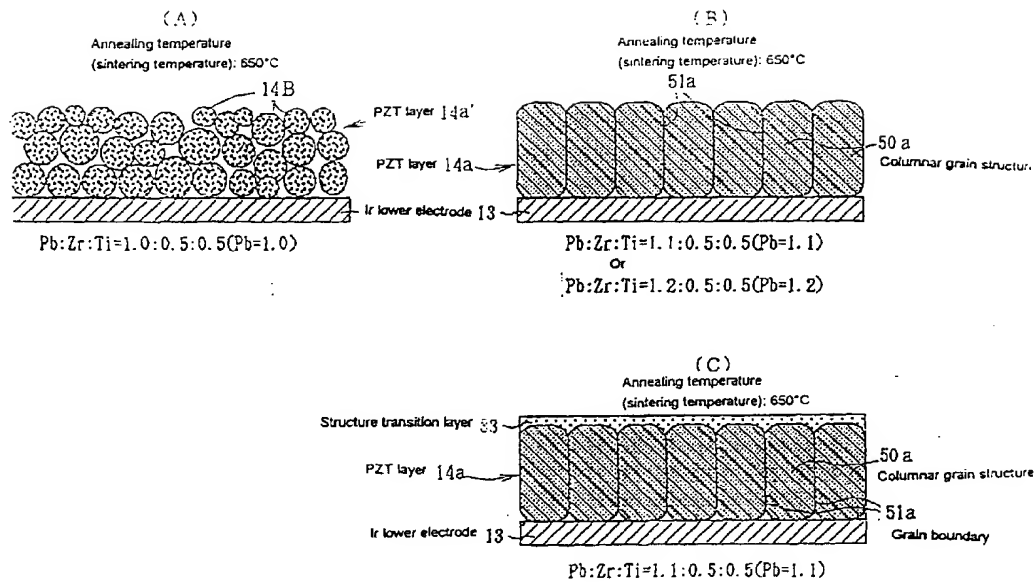 (A)
Annealing temperature
(sintering temperature): 650°C
14B
PZT layer 14a'
PZT layer 14a
Ir lower electrode 13
Pb:Zr:Ti=1.0:0.5:0.5(Pb=1.0)
(B)
Annealing temperature
(sintering temperature): 650°C
51a
50a
Columnar grain structur
Pb:Zr:Ti=1.1:0.5:0.5(Pb=1.1)
Or
Pb:Zr:Ti=1.2:0.5:0.5(Pb=1.2)
(C)
Annealing temperature
(sintering temperature): 650°C
Structure transition layer 33
PZT layer 14a
Ir lower electrode 13
50a
Columnar grain structure
51a
Grain boundary
Pb:Zr:Ti=1.1:0.5:0.5(Pb=1.1)